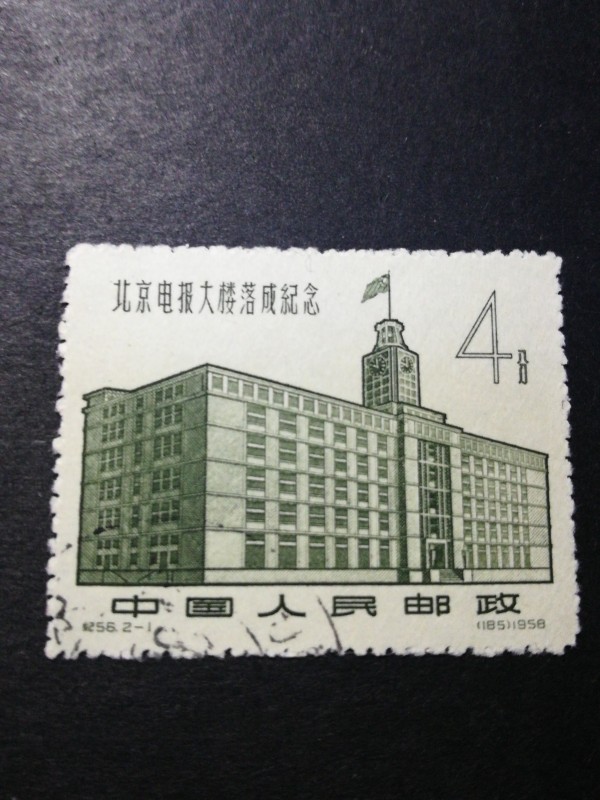 北京电报大楼落成紀念
4分
中国人民邮政
紀56.2-1
(185)1958